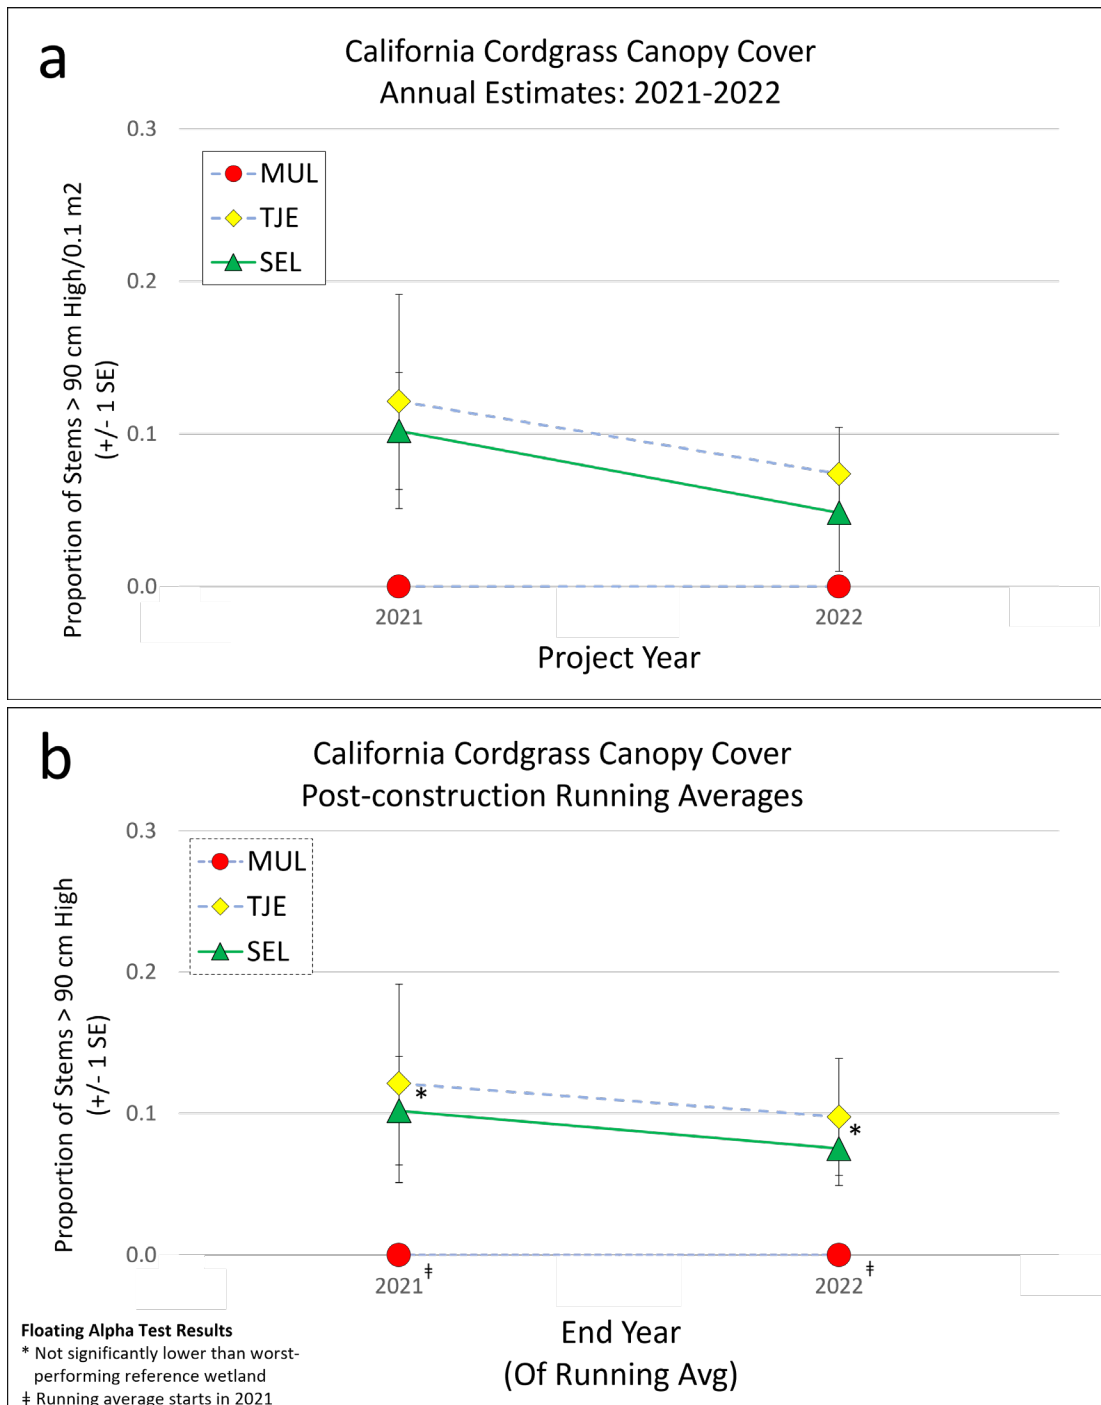 a
California Cordgrass Canopy Cover
Annual Estimates: 2021-2022
Proportion of Stems > 90 cm High/0.1 m2
(+/- 1 SE)
0.3
0.2
0.1
0.0
MUL
TJE
SEL
2021
2022
Project Year
b
California Cordgrass Canopy Cover
Post-construction Running Averages
Proportion of Stems > 90 cm High
(+/- 1 SE)
0.3
0.2
0.1
0.0
MUL
TJE
SEL
*
*
ǂ
ǂ
2021
2022
End Year
(Of Running Avg)
Floating Alpha Test Results
* Not significantly lower than worst-
performing reference wetland
ǂ Running average starts in 2021